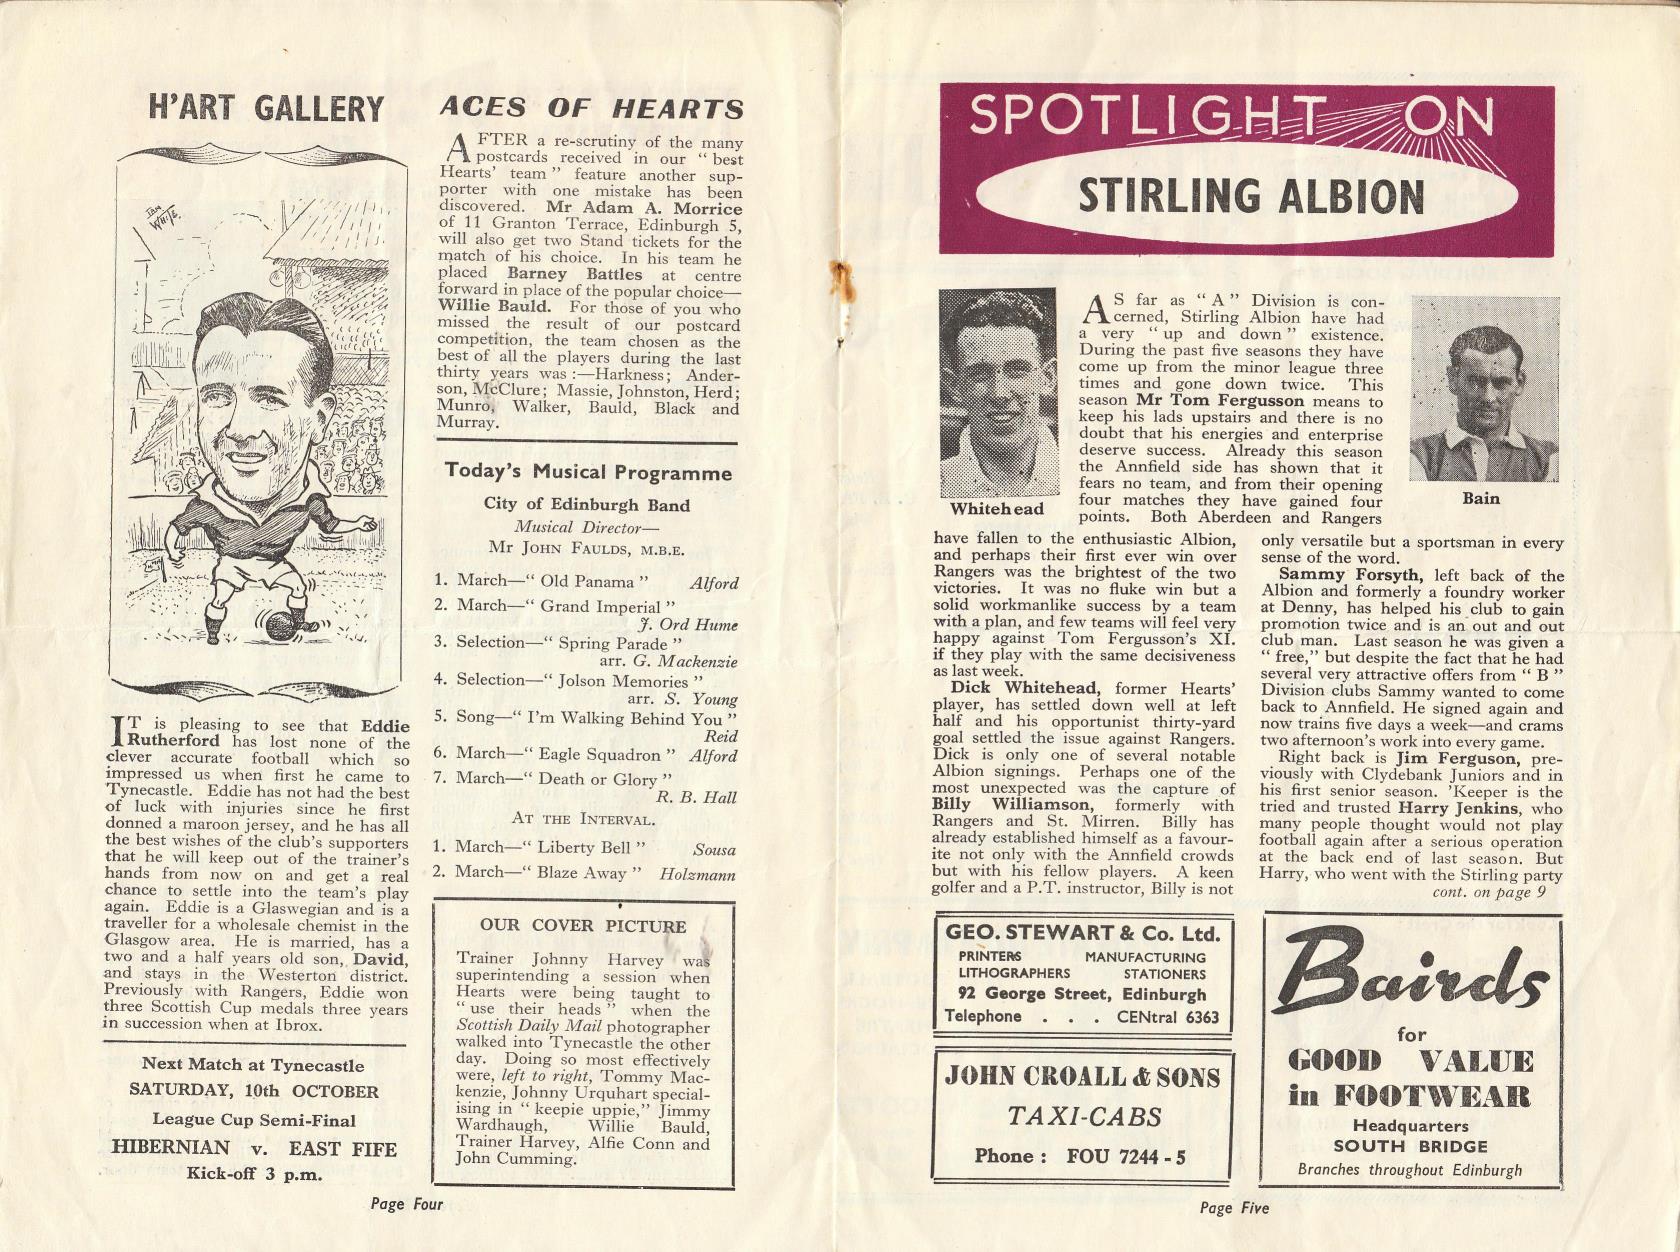 H'ART GALLERY
IAN
WHITE.
IT is pleasing to see that Eddie
Rutherford has lost none of the
clever accurate football which so
impressed us when first he came to
Tynecastle. Eddie has not had the best
of luck with injuries since he first
donned a maroon jersey, and he has all
the best wishes of the club's supporters
that he will keep out of the trainer's
hands from now on and get a real
chance to settle into the team's play
again. Eddie is a Glaswegian and is a
traveller for a wholesale chemist in the
Glasgow area. He is married, has a
two and a half years old son, David,
and stays in the Westerton district.
Previously with Rangers, Eddie won
three Scottish Cup medals three years
in succession when at Ibrox.
Next Match at Tynecastle
SATURDAY, 10th OCTOBER
League Cup Semi-Final
HIBERNIAN v. EAST FIFE
Kick-off 3 p.m.
ACES OF HEARTS
AFTER a re-scrutiny of the many
postcards received in our " best
Hearts' team " feature another sup-
porter with one mistake has been
discovered. Mr Adam A. Morrice
of 11 Granton Terrace, Edinburgh 5,
will also get two Stand tickets for the
match of his choice. In his team he
placed Barney Battles at centre
forward in place of the popular choice—
Willie Bauld. For those of you who
missed the result of our postcard
competition, the team chosen as the
best of all the players during the last
thirty years was :—Harkness; Ander-
son, McClure; Massie, Johnston, Herd;
Munro, Walker, Bauld, Black and
Murray.
Today's Musical Programme
City of Edinburgh Band
Musical Director—
Mr JOHN FAULDS, M.B.E.
1. March—" Old Panama " Alford
2. March—" Grand Imperial "
J. Ord Hume
3. Selection—" Spring Parade "
arr. G. Mackenzie
4. Selection—" Jolson Memories "
arr. S. Young
5. Song—" I'm Walking Behind You "
Reid
6. March—" Eagle Squadron " Alford
7. March—" Death or Glory "
R. B. Hall
AT THE INTERVAL.
1. March—" Liberty Bell " Sousa
2. March—" Blaze Away " Holzmann
OUR COVER PICTURE
Trainer Johnny Harvey was
superintending a session when
Hearts were being taught to
" use their heads " when the
Scottish Daily Mail photographer
walked into Tynecastle the other
day. Doing so most effectively
were, left to right, Tommy Mac-
kenzie, Johnny Urquhart special-
ising in " keepie uppie," Jimmy
Wardhaugh, Willie Bauld,
Trainer Harvey, Alfie Conn and
John Cumming.
Page Four
SPOTLIGHT ON
STIRLING ALBION
Whitehead
AS far as " A " Division is con-
cerned, Stirling Albion have had
a very " up and down " existence.
During the past five seasons they have
come up from the minor league three
times and gone down twice. This
season Mr Tom Fergusson means to
keep his lads upstairs and there is no
doubt that his energies and enterprise
deserve success. Already this season
the Annfield side has shown that it
fears no team, and from their opening
four matches they have gained four
points. Both Aberdeen and Rangers
Bain
have fallen to the enthusiastic Albion,
and perhaps their first ever win over
Rangers was the brightest of the two
victories. It was no fluke win but a
solid workmanlike success by a team
with a plan, and few teams will feel very
happy against Tom Fergusson's XI.
if they play with the same decisiveness
as last week.
Dick Whitehead, former Hearts'
player, has settled down well at left
half and his opportunist thirty-yard
goal settled the issue against Rangers.
Dick is only one of several notable
Albion signings. Perhaps one of the
most unexpected was the capture of
Billy Williamson, formerly with
Rangers and St. Mirren. Billy has
already established himself as a favour-
ite not only with the Annfield crowds
but with his fellow players. A keen
golfer and a P.T. instructor, Billy is not
only versatile but a sportsman in every
sense of the word.
Sammy Forsyth, left back of the
Albion and formerly a foundry worker
at Denny, has helped his club to gain
promotion twice and is an out and out
club man. Last season he was given a
" free," but despite the fact that he had
several very attractive offers from " B "
Division clubs Sammy wanted to come
back to Annfield. He signed again and
now trains five days a week—and crams
two afternoon's work into every game.
Right back is Jim Ferguson, pre-
viously with Clydebank Juniors and in
his first senior season. 'Keeper is the
tried and trusted Harry Jenkins, who
many people thought would not play
football again after a serious operation
at the back end of last season. But
Harry, who went with the Stirling party
cont. on page 9
GEO. STEWART & Co. Ltd.
PRINTERS MANUFACTURING
LITHOGRAPHERS STATIONERS
92 George Street, Edinburgh
Telephone . . . CENtral 6363
JOHN CROALL & SONS
TAXI-CABS
Phone : FOU 7244 - 5
Bairds
for
GOOD VALUE
in FOOTWEAR
Headquarters
SOUTH BRIDGE
Branches throughout Edinburgh
Page Five